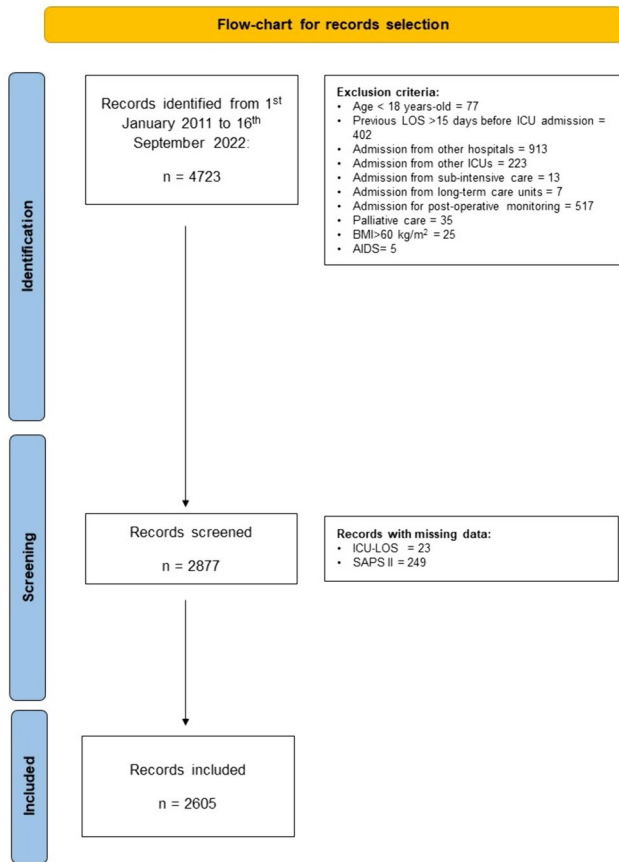 Flow-chart for records selection
Identification
Records identified from 1st
January 2011 to 16th
September 2022:
n = 4723
Exclusion criteria:
• Age < 18 years-old = 77
• Previous LOS >15 days before ICU admission =
402
• Admission from other hospitals = 913
• Admission from other ICUs = 223
• Admission from sub-intensive care = 13
• Admission from long-term care units = 7
• Admission for post-operative monitoring = 517
• Palliative care = 35
• BMI>60 kg/m² = 25
• AIDS= 5
Screening
Records screened
n = 2877
Records with missing data:
• ICU-LOS = 23
• SAPS II = 249
Included
Records included
n = 2605